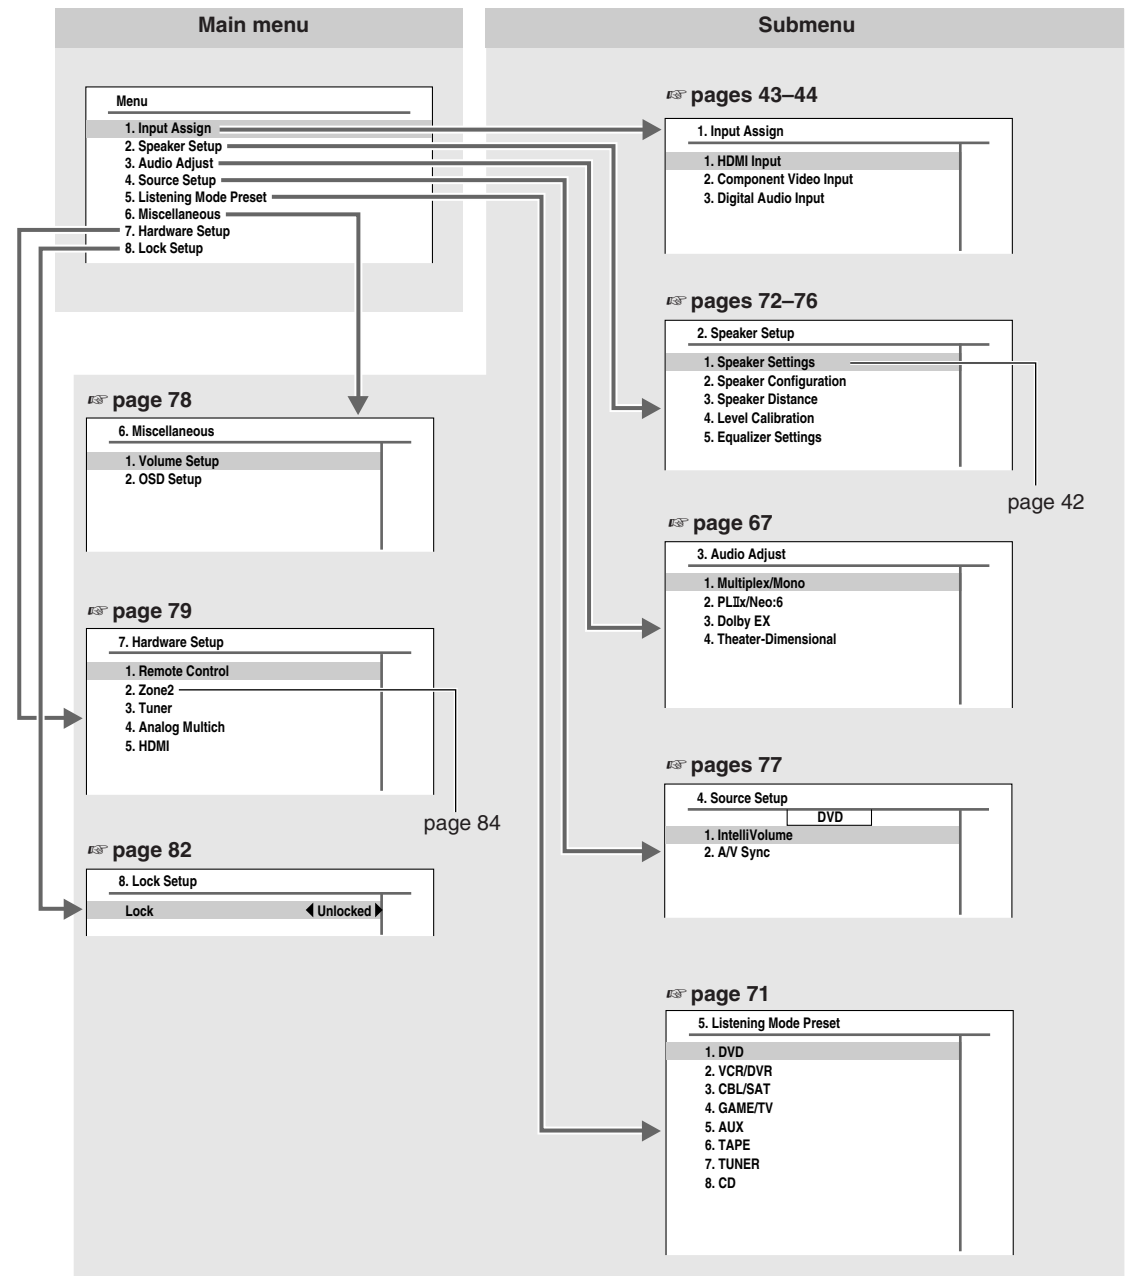 Main menu
Submenu
Menu
1. Input Assign
2. Speaker Setup
3. Audio Adjust
4. Source Setup
5. Listening Mode Preset
6. Miscellaneous
7. Hardware Setup
8. Lock Setup
☞ pages 43–44
1. Input Assign
1. HDMI Input
2. Component Video Input
3. Digital Audio Input
☞ pages 72–76
2. Speaker Setup
1. Speaker Settings
2. Speaker Configuration
3. Speaker Distance
4. Level Calibration
5. Equalizer Settings
page 42
☞ page 78
6. Miscellaneous
1. Volume Setup
2. OSD Setup
☞ page 67
3. Audio Adjust
1. Multiplex/Mono
2. PLIIx/Neo:6
3. Dolby EX
4. Theater-Dimensional
☞ page 79
7. Hardware Setup
1. Remote Control
2. Zone2
3. Tuner
4. Analog Multich
5. HDMI
page 84
☞ pages 77
4. Source Setup
DVD
1. IntelliVolume
2. A/V Sync
☞ page 82
8. Lock Setup
Lock ◀ Unlocked ▶
☞ page 71
5. Listening Mode Preset
1. DVD
2. VCR/DVR
3. CBL/SAT
4. GAME/TV
5. AUX
6. TAPE
7. TUNER
8. CD